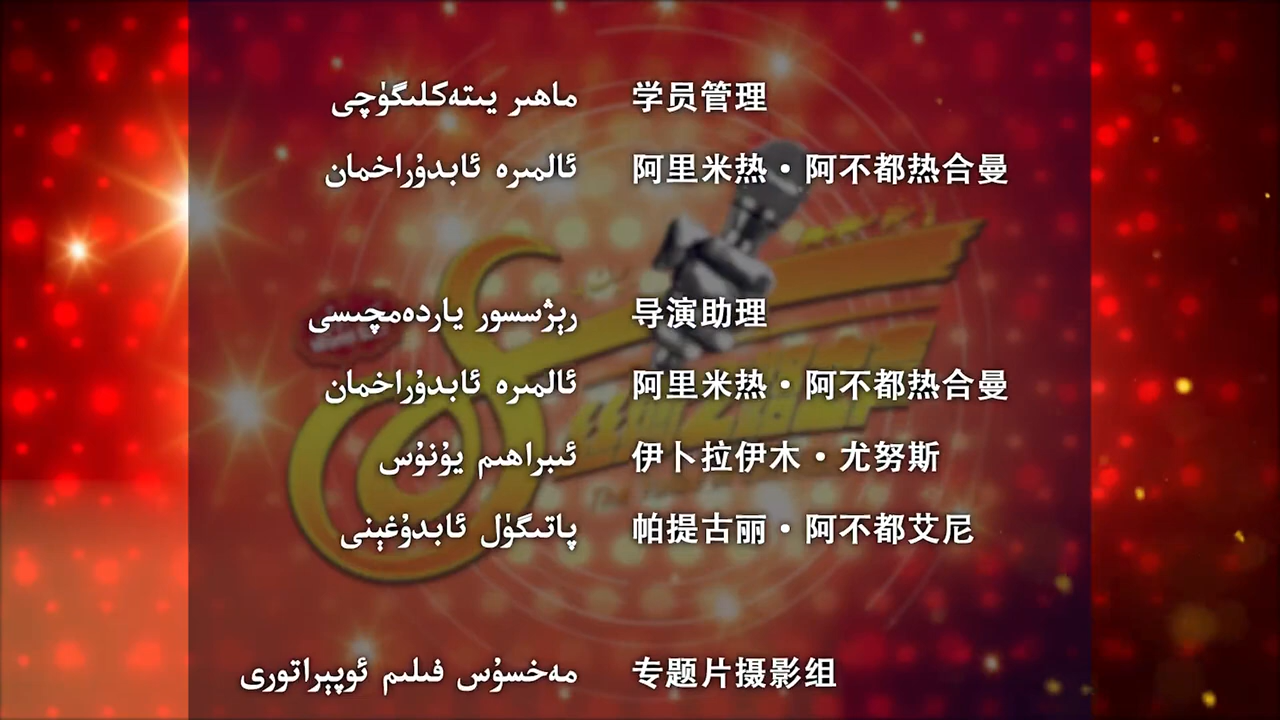 ماھىر يىتەكلىگۈچى 学员管理
ئالمىرە ئابدۇراخمان 阿里米热·阿不都热合曼
رېژسسور ياردەمچىسى 导演助理
ئالمىرە ئابدۇراخمان 阿里米热·阿不都热合曼
ئىبراھىم يۇنۇس 伊卜拉伊木·尤努斯
پاتىگۈل ئابدۇغېنى 帕提古丽·阿不都艾尼
مەخسۇس فىلىم ئوپېراتورى 专题片摄影组